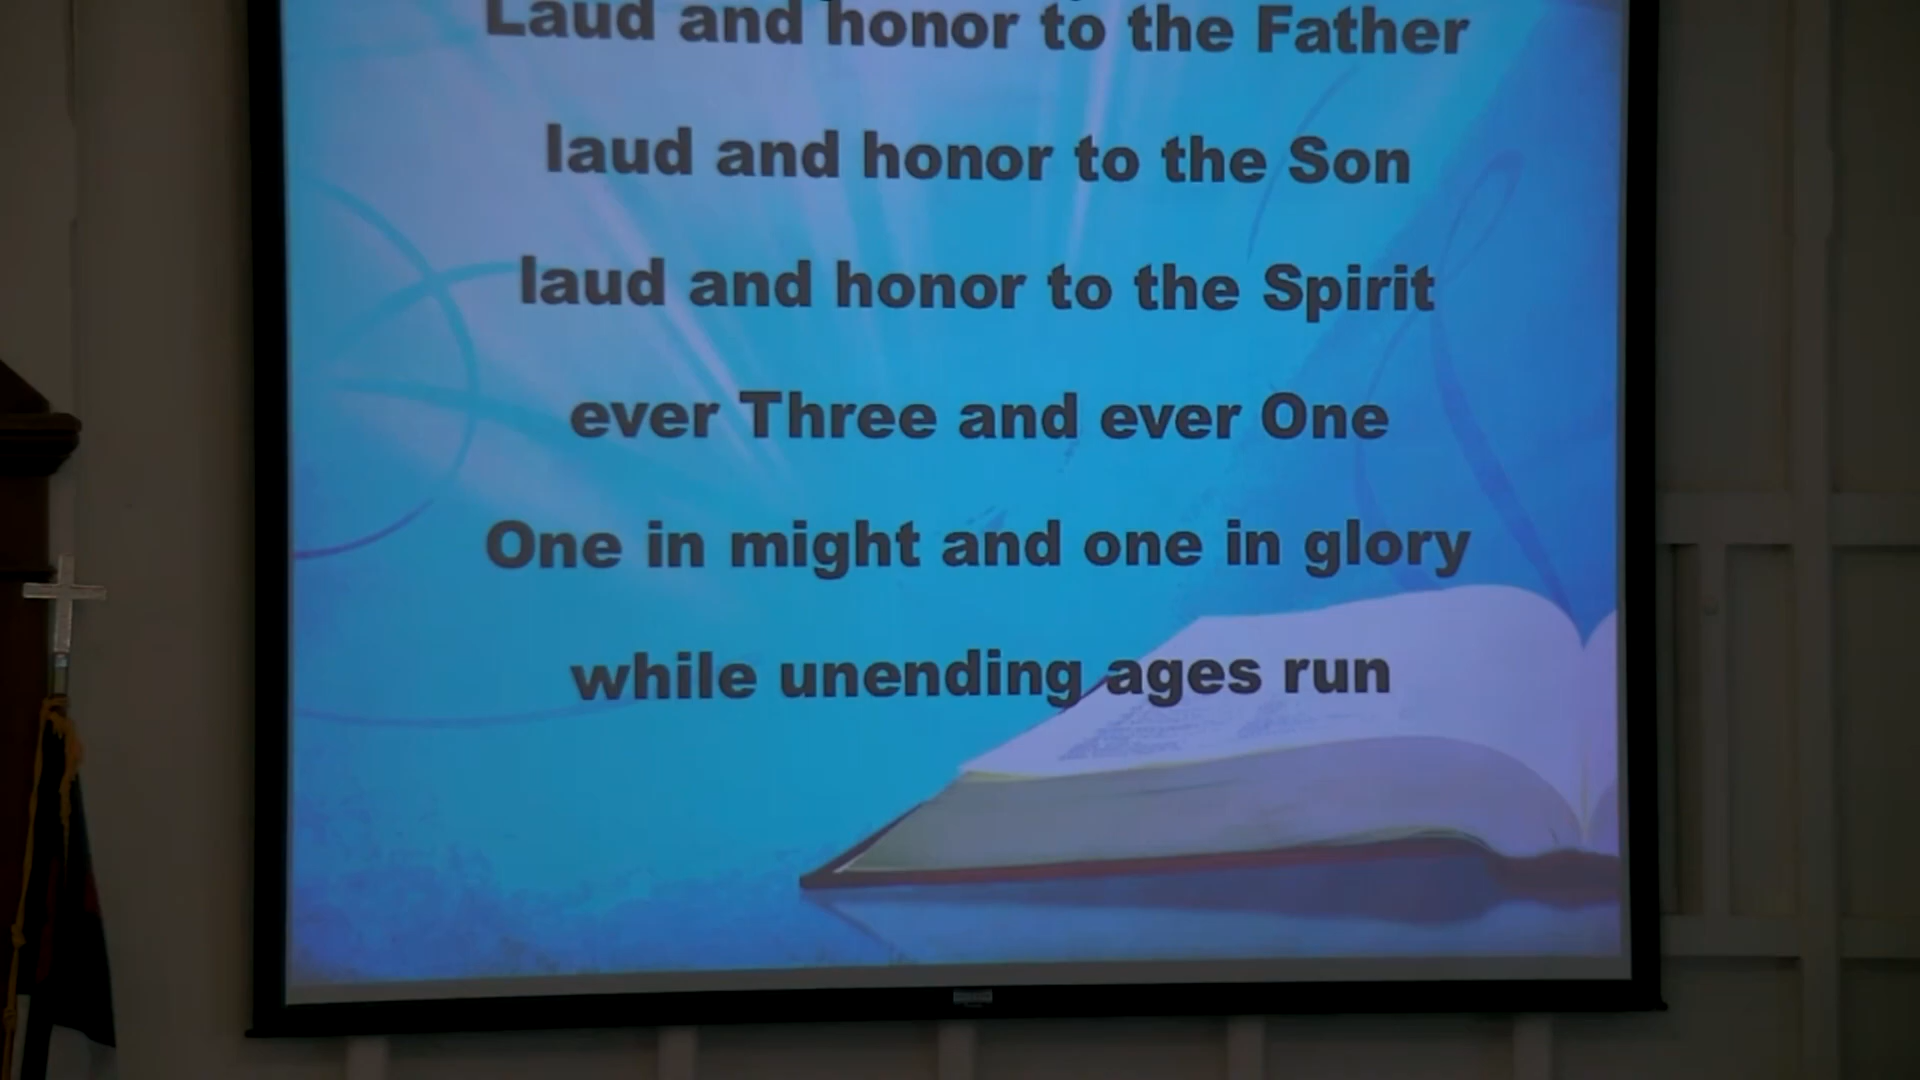 Laud and honor to the Father
laud and honor to the Son
laud and honor to the Spirit
ever Three and ever One
One in might and one in glory
while unending ages run